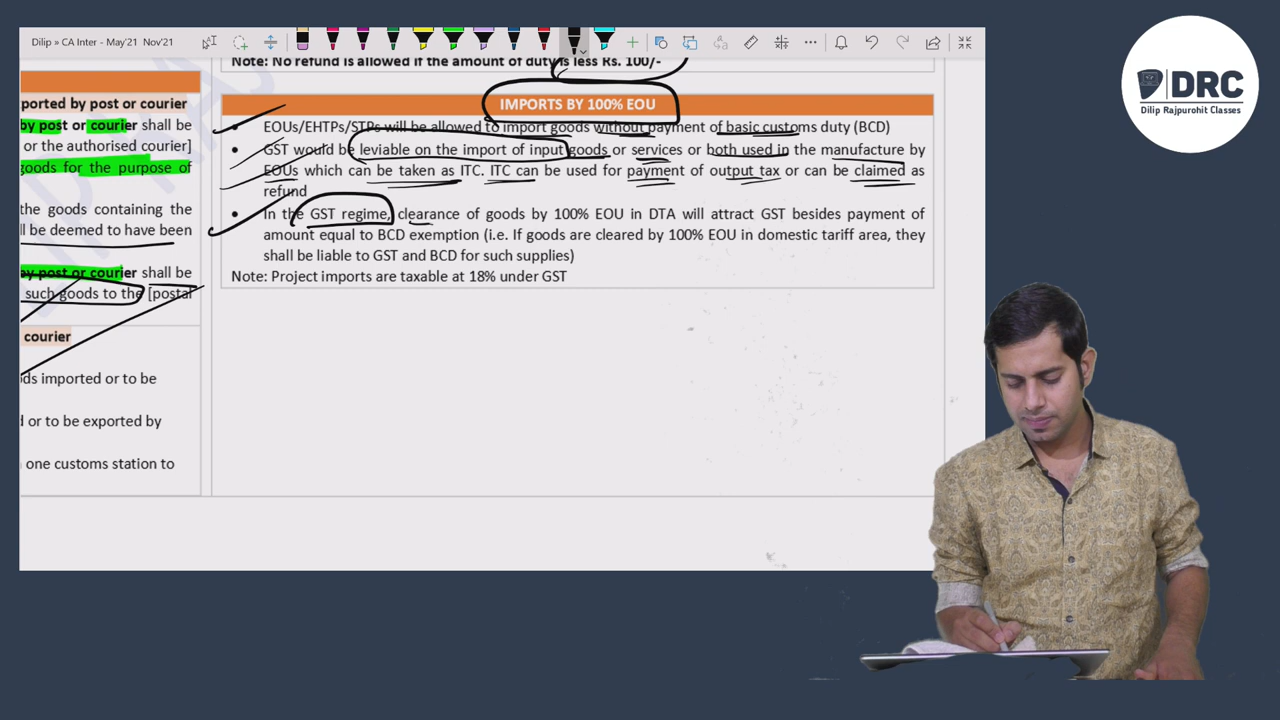 Dilip » CA Inter - May'21 Nov'21
DRC
Dilip Rajpurohit Classes
ported by post or courier
by post or courier shall be
or the authorised courier]
goods for the purpose of
the goods containing the
ll be deemed to have been
by post or courier shall be
such goods to the [postal
courier
ds imported or to be
d or to be exported by
one customs station to
Note: No refund is allowed if the amount of duty is less Rs. 100/-
IMPORTS BY 100% EOU
• EOUs/EHTPs/STPs will be allowed to import goods without payment of basic customs duty (BCD)
• GST would be leviable on the import of input goods or services or both used in the manufacture by
EOUs which can be taken as ITC. ITC can be used for payment of output tax or can be claimed as
refund
• In the GST regime, clearance of goods by 100% EOU in DTA will attract GST besides payment of
amount equal to BCD exemption (i.e. If goods are cleared by 100% EOU in domestic tariff area, they
shall be liable to GST and BCD for such supplies)
Note: Project imports are taxable at 18% under GST